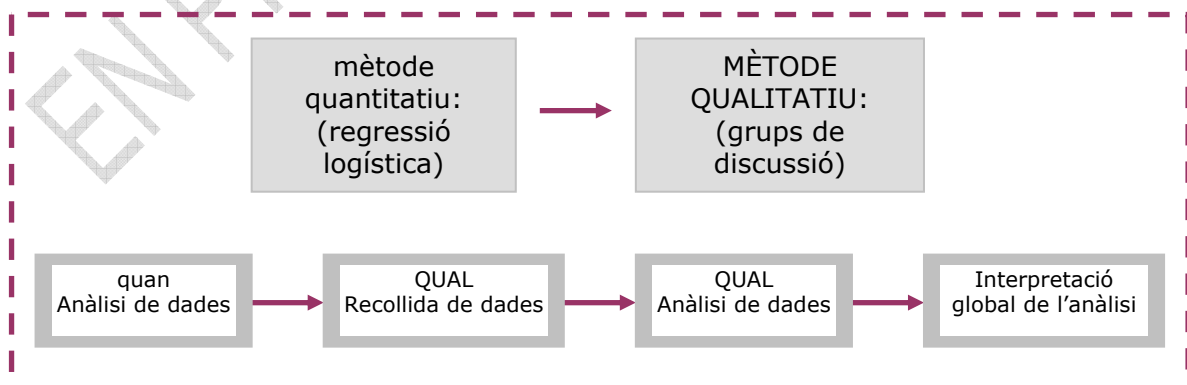 mètode
quantitatiu:
(regressió
logística)
MÈTODE
QUALITATIU:
(grups de
discussió)
quan
Anàlisi de dades
QUAL
Recollida de dades
QUAL
Anàlisi de dades
Interpretació
global de l’anàlisi
EN